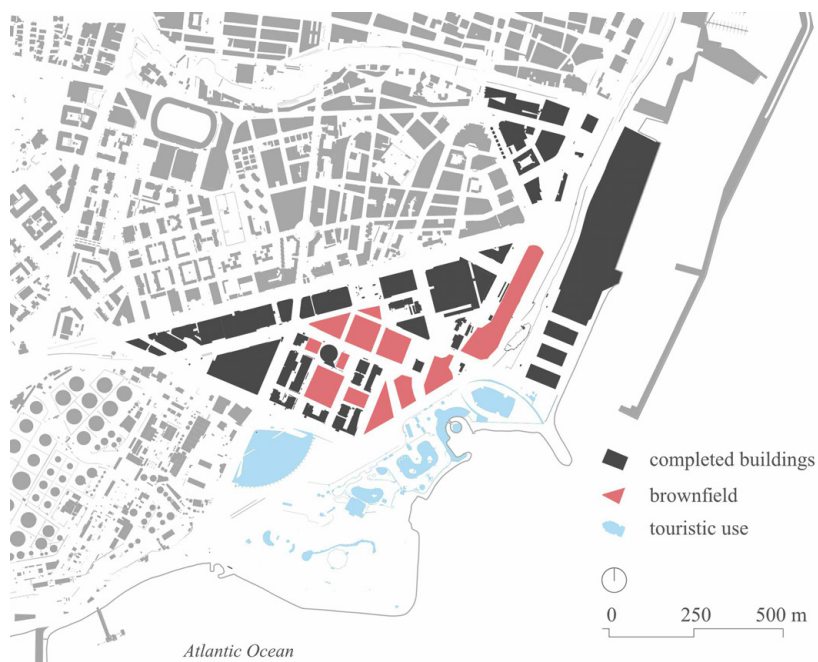 completed buildings
brownfield
touristic use
0 250 500 m
Atlantic Ocean